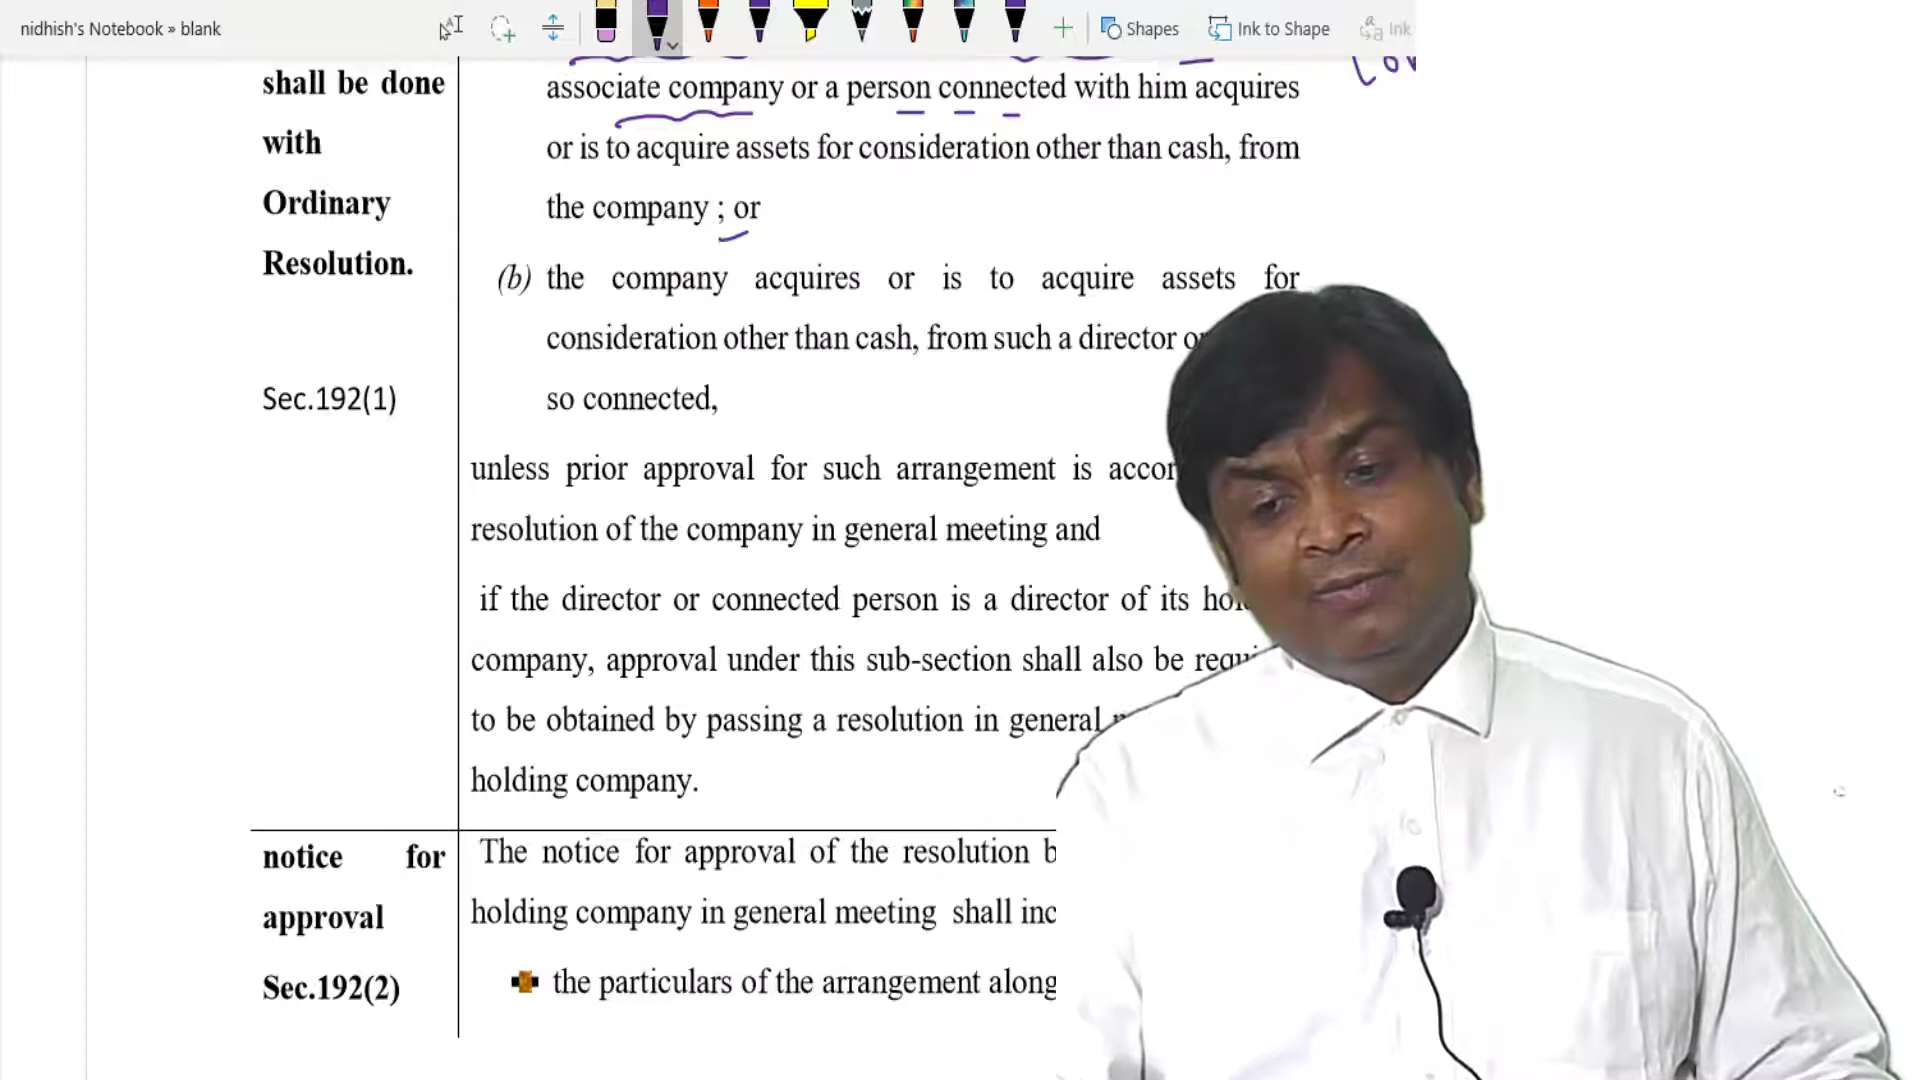 nidhish's Notebook » blank
Shapes
Ink to Shape
Ink
shall be done
with
Ordinary
Resolution.
Sec.192(1)
associate company or a person connected with him acquires
or is to acquire assets for consideration other than cash, from
the company ; or
(b) the company acquires or is to acquire assets for
consideration other than cash, from such a director
so connected,
unless prior approval for such arrangement is
resolution of the company in general meeting and
if the director or connected person is a director of its
company, approval under this sub-section shall also be
to be obtained by passing a resolution in general
holding company.
notice for
approval
Sec.192(2)
The notice for approval of the resolution
holding company in general meeting shall
the particulars of the arrangement along